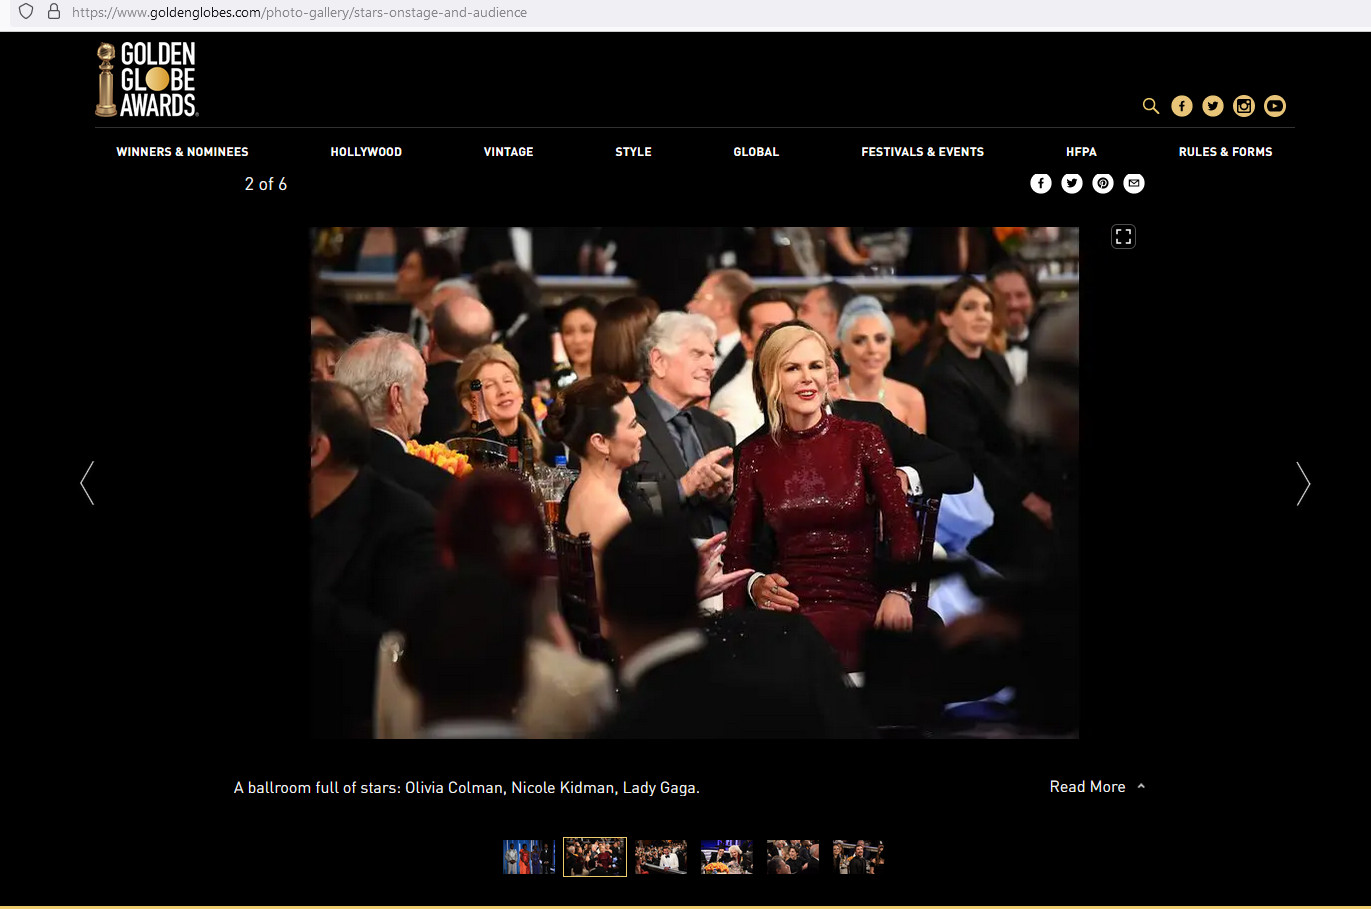 https://www.goldenglobes.com/photo-gallery/stars-onstage-and-audience
GOLDEN
GLOBE
AWARDS®
WINNERS & NOMINEES HOLLYWOOD VINTAGE STYLE GLOBAL FESTIVALS & EVENTS HFPA RULES & FORMS
2 of 6
A ballroom full of stars: Olivia Colman, Nicole Kidman, Lady Gaga.
Read More